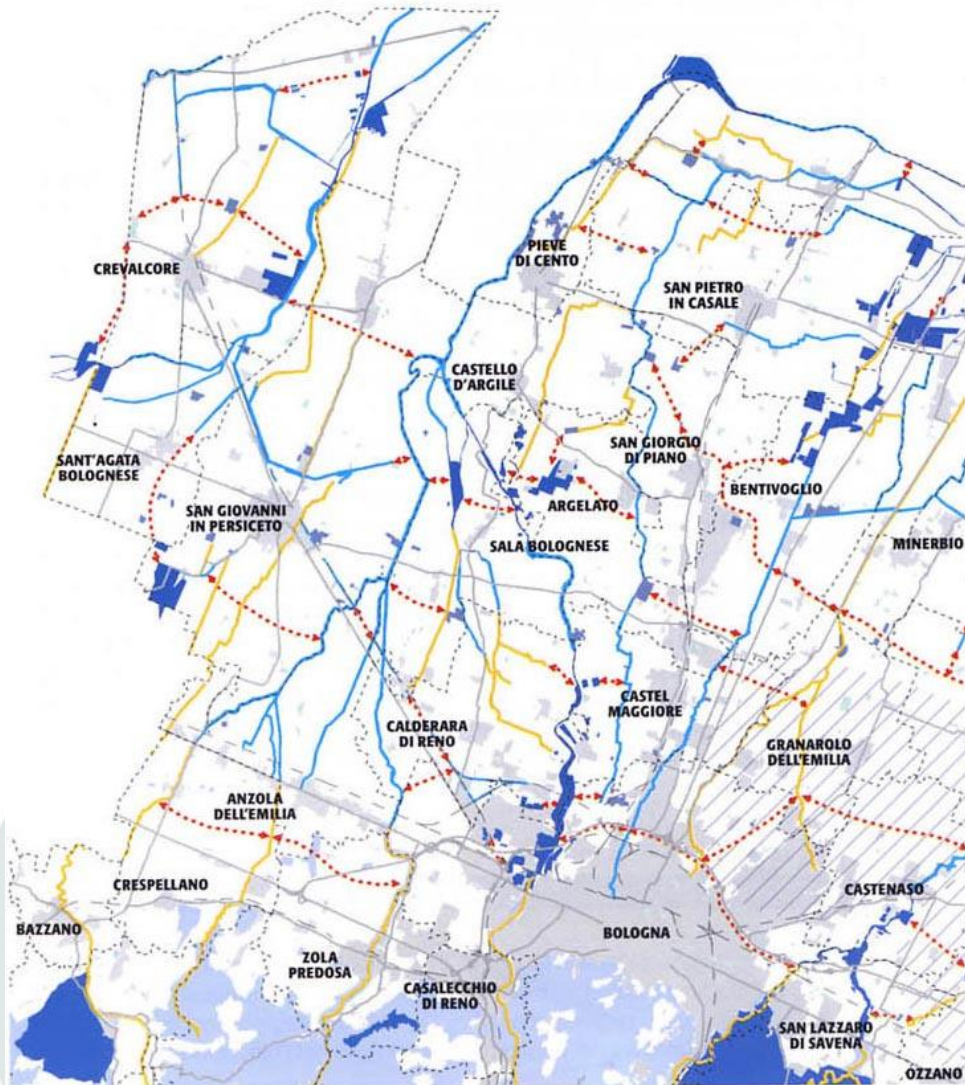 PIEVE
DI CENTO
CREVALCORE
SAN PIETRO
IN CASALE
CASTELLO
D'ARGILE
SAN GIORGIO
DI PIANO
SANT'AGATA
BOLOGNESE
BENTIVOGLIO
ARGELATO
SAN GIOVANNI
IN PERSICETO
SALA BOLOGNESE
MINERBIO
CASTEL
MAGGIORE
CALDERARA
DI RENO
GRANAROLO
DELL'EMILIA
ANZOLA
DELL'EMILIA
CRESPELLANO
CASTENASO
BAZZANO
BOLOGNA
ZOLA
PREDOSA
CASALECCHIO
DI RENO
SAN LAZZARO
DI SAVENA
OZZANO